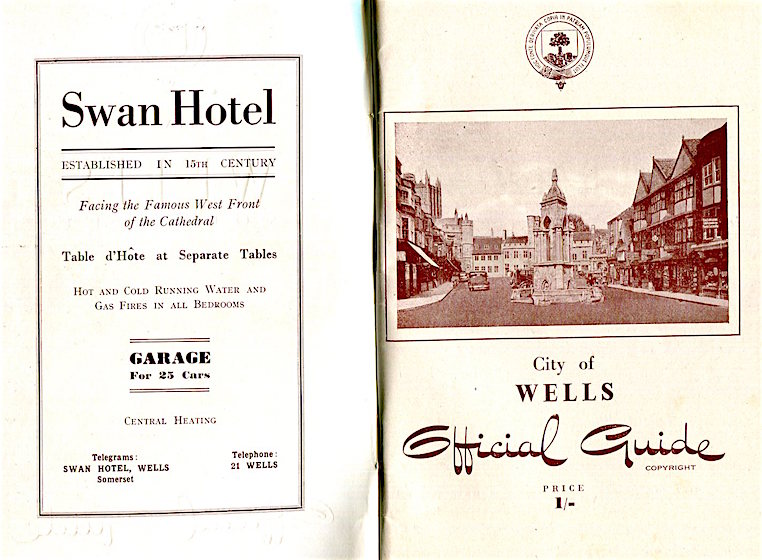 Swan Hotel
ESTABLISHED IN 15TH CENTURY
Facing the Famous West Front
of the Cathedral
Table d'Hôte at Separate Tables
HOT AND COLD RUNNING WATER AND
GAS FIRES IN ALL BEDROOMS
GARAGE
For 25 Cars
CENTRAL HEATING
Telegrams:
SWAN HOTEL, WELLS
Somerset
Telephone:
21 WELLS
City of
WELLS
Official Guide
COPYRIGHT
PRICE
1/-